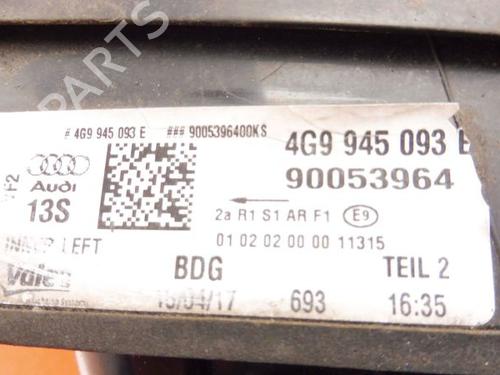 PARTS
# 4G9 945 093 E ### 9005396400KS
4G9 945 093 E
90053964
F2
Audi
13S
2a R1 S1 AR F1 E9
01 02 02 00 00 11315
INNER LEFT
Valeo
BDG
TEIL 2
15/04/17 693 16:35